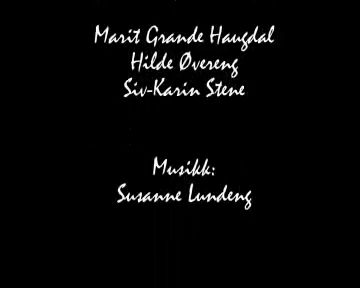 Marit Grande Haugdal
Hilde Øvereng
Siv-Karin Stene
Musikk:
Susanne Lundeng